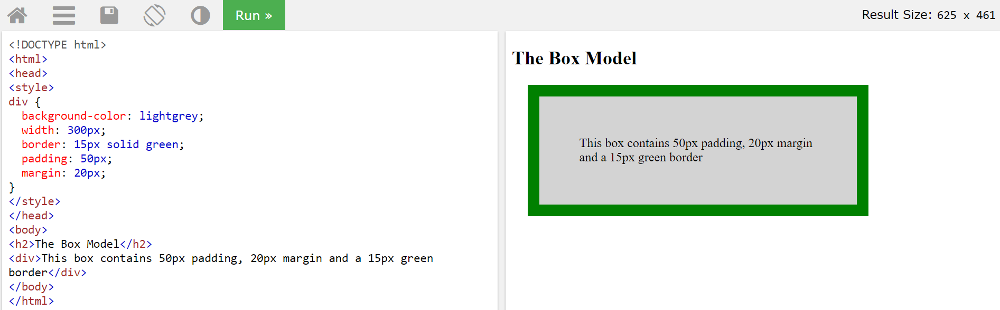 Run »
Result Size: 625 x 461
<!DOCTYPE html>
<html>
<head>
<style>
div {
  background-color: lightgrey;
  width: 300px;
  border: 15px solid green;
  padding: 50px;
  margin: 20px;
}
</style>
</head>
<body>
<h2>The Box Model</h2>
<div>This box contains 50px padding, 20px margin and a 15px green
border</div>
</body>
</html>
The Box Model
This box contains 50px padding, 20px margin
and a 15px green border